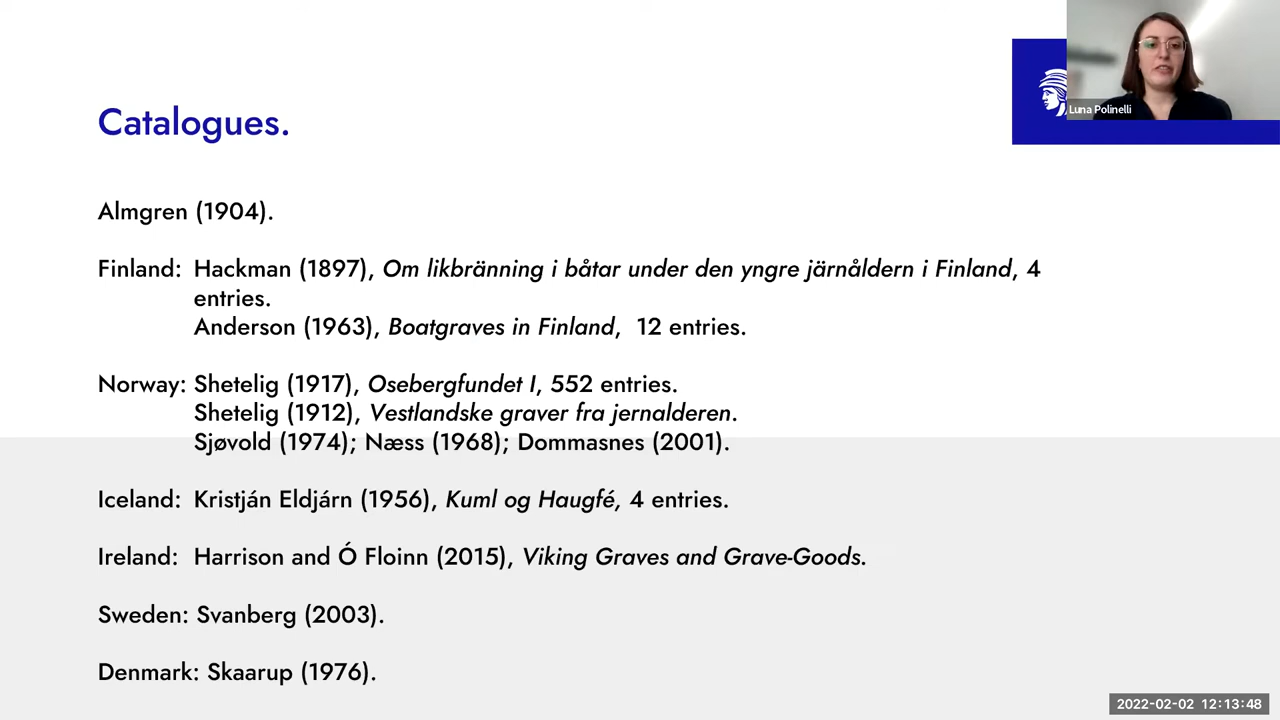 Luna Polinelli
Catalogues.
Almgren (1904).
Finland: Hackman (1897), Om likbränning i båtar under den yngre järnåldern i Finland, 4
entries.
Anderson (1963), Boatgraves in Finland, 12 entries.
Norway: Shetelig (1917), Osebergfundet I, 552 entries.
Shetelig (1912), Vestlandske graver fra jernalderen.
Sjøvold (1974); Næss (1968); Dommasnes (2001).
Iceland: Kristján Eldjárn (1956), Kuml og Haugfé, 4 entries.
Ireland: Harrison and Ó Floinn (2015), Viking Graves and Grave-Goods.
Sweden: Svanberg (2003).
Denmark: Skaarup (1976).
2022-02-02 12:13:48